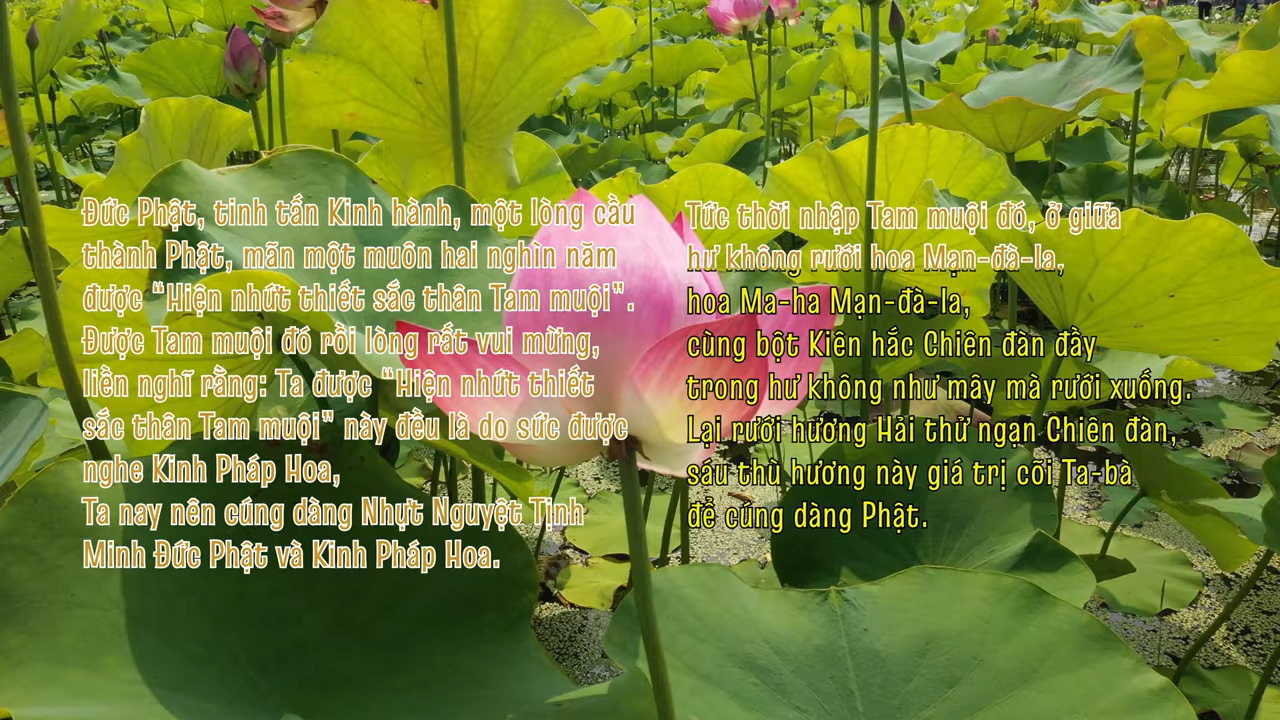 Đức Phật, tinh tấn Kinh hành, một lòng cầu
thành Phật, mãn một muôn hai nghìn năm
được “Hiện nhứt thiết sắc thân Tam muội”.
Được Tam muội đó rồi lòng rất vui mừng,
liền nghĩ rằng: Ta được “Hiện nhứt thiết
sắc thân Tam muội” này đều là do sức được
nghe Kinh Pháp Hoa,
Ta nay nên cúng dàng Nhựt Nguyệt Tịnh
Minh Đức Phật và Kinh Pháp Hoa.
Tức thời nhập Tam muội đó, ở giữa
hư không rưới hoa Mạn-đà-la,
hoa Ma-ha Mạn-đà-la,
cùng bột Kiên hắc Chiên đàn đầy
trong hư không như mây mà rưới xuống.
Lại rưới hương Hải thử ngạn Chiên đàn,
sáu thù hương này giá trị cõi Ta-bà
để cúng dàng Phật.